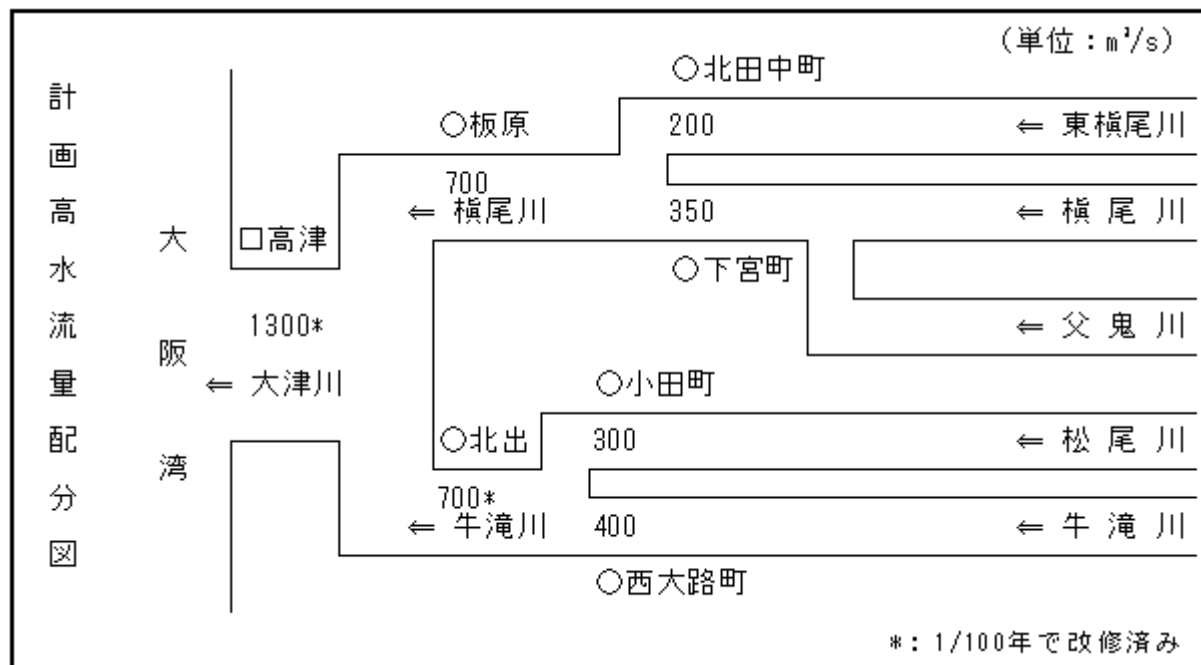 計画高水流量配分図
(単位：m³/s)
○北田中町
○板原
200
⇐ 東槇尾川
700
⇐ 槇尾川
350
⇐ 槇尾川
大阪湾
□高津
○下宮町
1300*
⇐ 父鬼川
⇐ 大津川
○小田町
○北出
300
⇐ 松尾川
700*
⇐ 牛滝川
400
⇐ 牛滝川
○西大路町
*：1/100年で改修済み